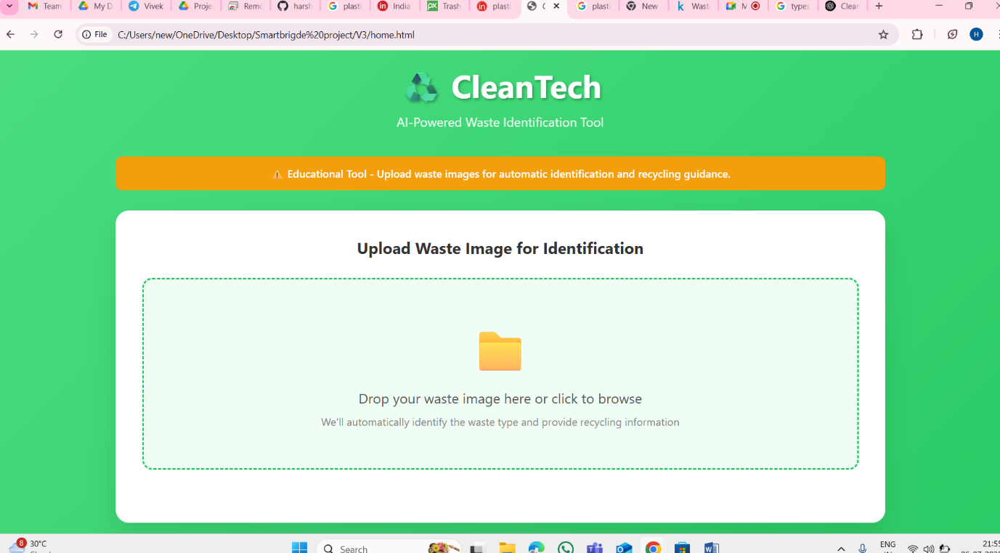 Team
My D
Vivek
Proje
Remo
harsh
plasti
India
Trash
plasti
plasti
New
Wast
M
types
Clean
File
C:/Users/new/OneDrive/Desktop/Smartbrigde%20project/V3/home.html
H
CleanTech
AI-Powered Waste Identification Tool
Educational Tool - Upload waste images for automatic identification and recycling guidance.
Upload Waste Image for Identification
Drop your waste image here or click to browse
We'll automatically identify the waste type and provide recycling information
8
30°C
Search
ENG
21:55